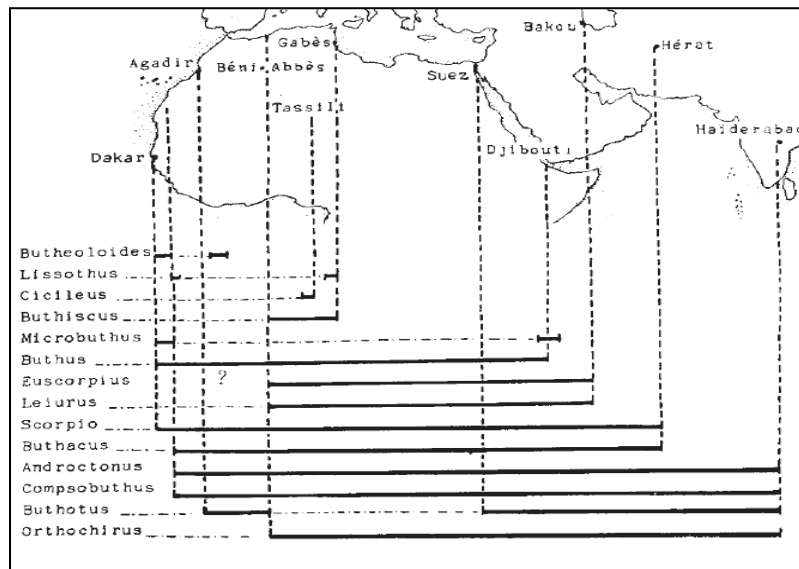 Bakou
Gabès
Hérat
Agadir
Béni Abbès
Suez
Tassili
Haiderabad
Dakar
Djibouti
Butheoloides
Lissothus
Cicileus
Buthiscus
Microbuthus
Buthus
Euscorpius ?
Leiurus
Scorpio
Buthacus
Androctonus
Compsobuthus
Buthotus
Orthochirus